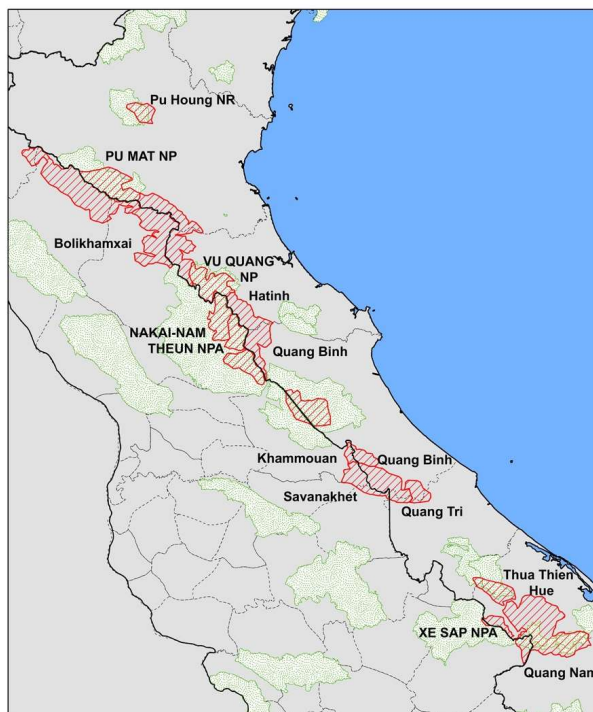 Pu Houng NR
PU MAT NP
Bolikhamxai
VU QUANG
NP
Hatinh
NAKAI-NAM
THEUN NPA
Quang Binh
Khammouan
Quang Binh
Savanakhet
Quang Tri
Thua Thien
Hue
XE SAP NPA
Quang Nam